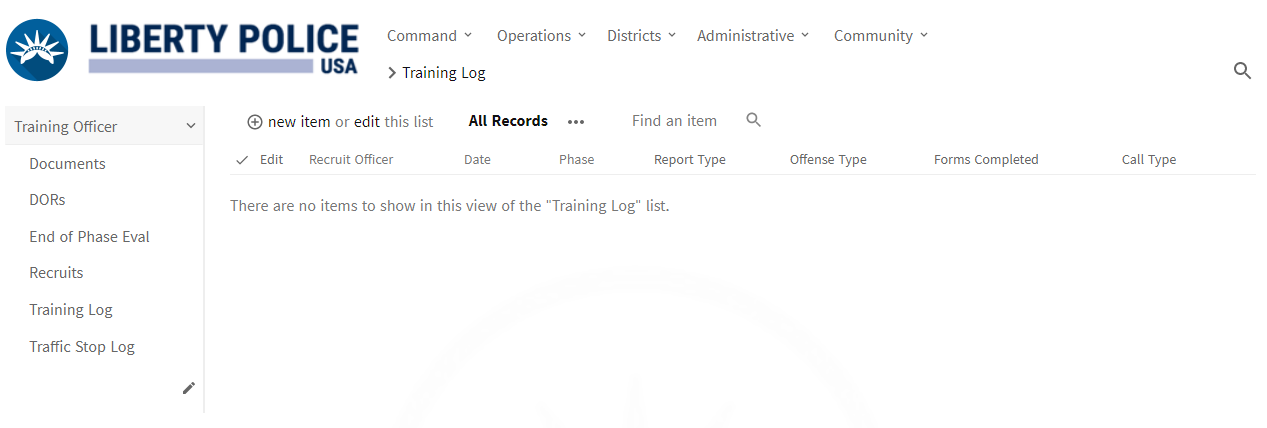 LIBERTY POLICE
USA
Command Operations Districts Administrative Community
Training Log
Training Officer
Documents
DORs
End of Phase Eval
Recruits
Training Log
Traffic Stop Log
new item or edit this list All Records Find an item
Edit Recruit Officer Date Phase Report Type Offense Type Forms Completed Call Type
There are no items to show in this view of the "Training Log" list.